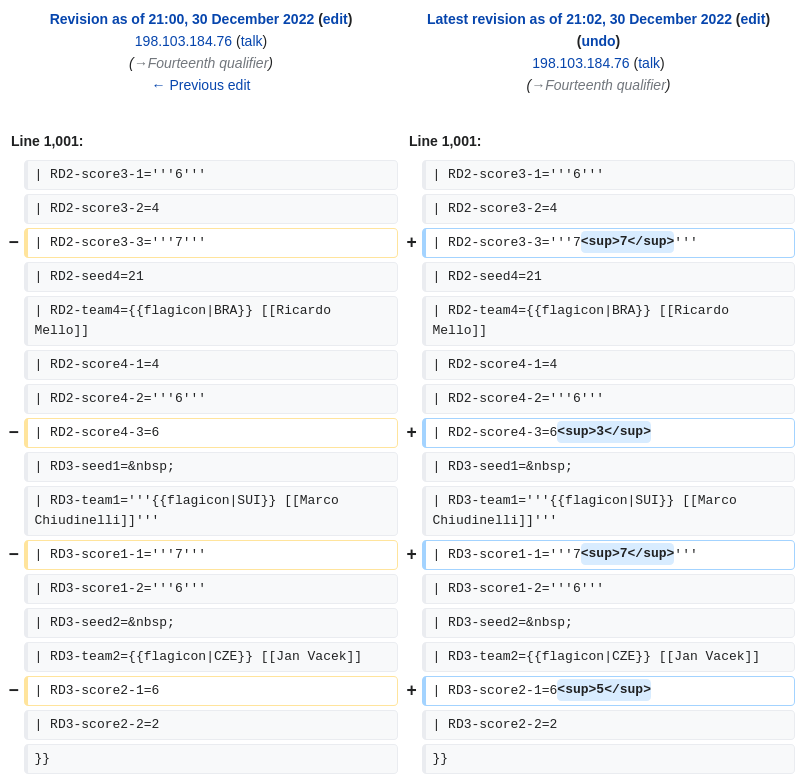 Revision as of 21:00, 30 December 2022 (edit)
198.103.184.76 (talk)
(→Fourteenth qualifier)
← Previous edit
Latest revision as of 21:02, 30 December 2022 (edit)
(undo)
198.103.184.76 (talk)
(→Fourteenth qualifier)
Line 1,001:
Line 1,001:
| RD2-score3-1='''6'''
| RD2-score3-1='''6'''
| RD2-score3-2=4
| RD2-score3-2=4
− | RD2-score3-3='''7'''
+ | RD2-score3-3='''7<sup>7</sup>'''
| RD2-seed4=21
| RD2-seed4=21
| RD2-team4={{flagicon|BRA}} [[Ricardo
Mello]]
| RD2-team4={{flagicon|BRA}} [[Ricardo
Mello]]
| RD2-score4-1=4
| RD2-score4-1=4
| RD2-score4-2='''6'''
| RD2-score4-2='''6'''
− | RD2-score4-3=6
+ | RD2-score4-3=6<sup>3</sup>
| RD3-seed1=&nbsp;
| RD3-seed1=&nbsp;
| RD3-team1='''{{flagicon|SUI}} [[Marco
Chiudinelli]]'''
| RD3-team1='''{{flagicon|SUI}} [[Marco
Chiudinelli]]'''
− | RD3-score1-1='''7'''
+ | RD3-score1-1='''7<sup>7</sup>'''
| RD3-score1-2='''6'''
| RD3-score1-2='''6'''
| RD3-seed2=&nbsp;
| RD3-seed2=&nbsp;
| RD3-team2={{flagicon|CZE}} [[Jan Vacek]]
| RD3-team2={{flagicon|CZE}} [[Jan Vacek]]
− | RD3-score2-1=6
+ | RD3-score2-1=6<sup>5</sup>
| RD3-score2-2=2
| RD3-score2-2=2
}}
}}